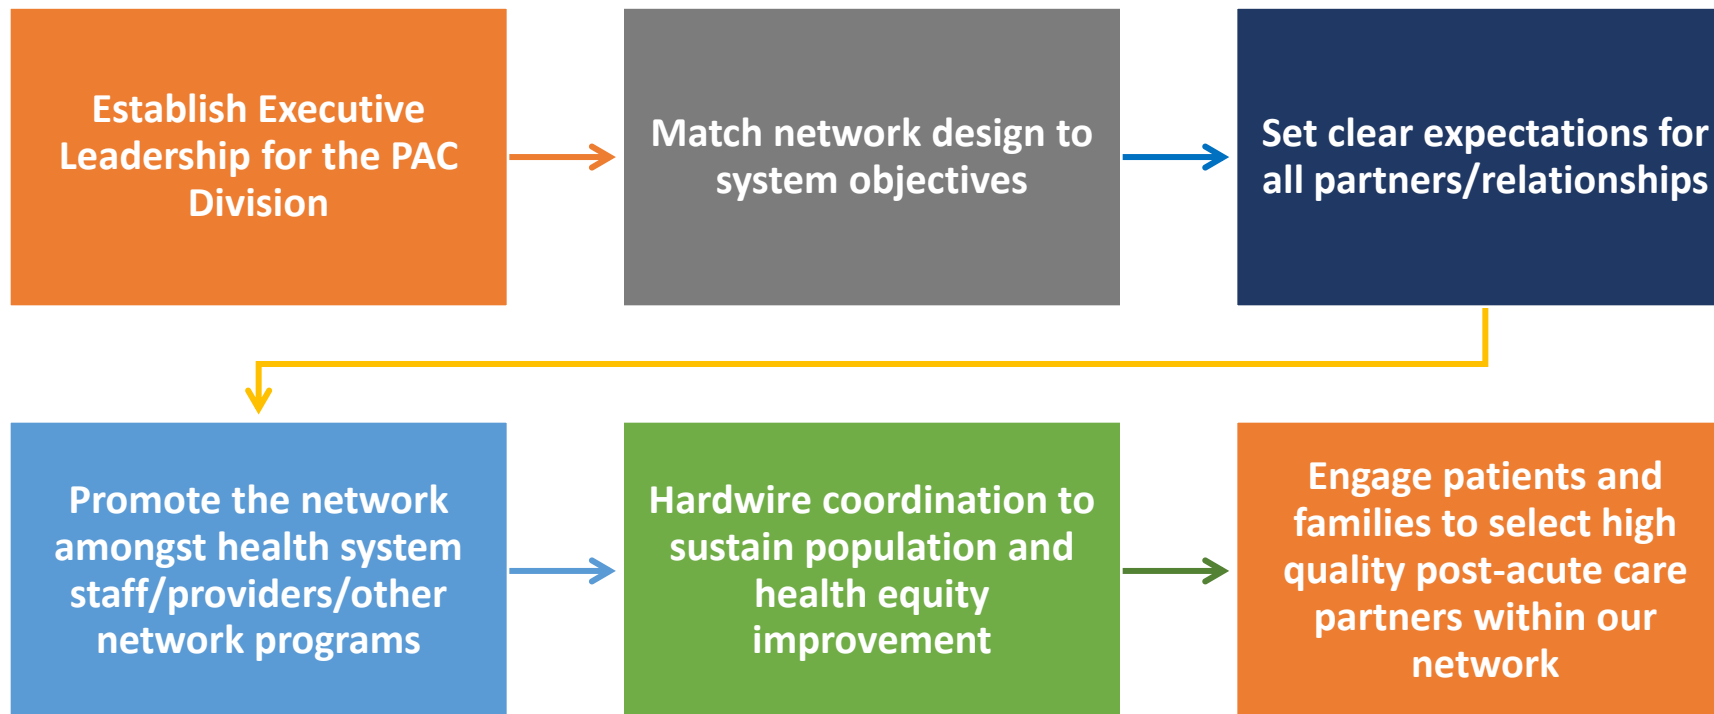 Establish Executive
Leadership for the PAC
Division
Match network design to
system objectives
Set clear expectations for
all partners/relationships
Promote the network
amongst health system
staff/providers/other
network programs
Hardwire coordination to
sustain population and
health equity
improvement
Engage patients and
families to select high
quality post-acute care
partners within our
network